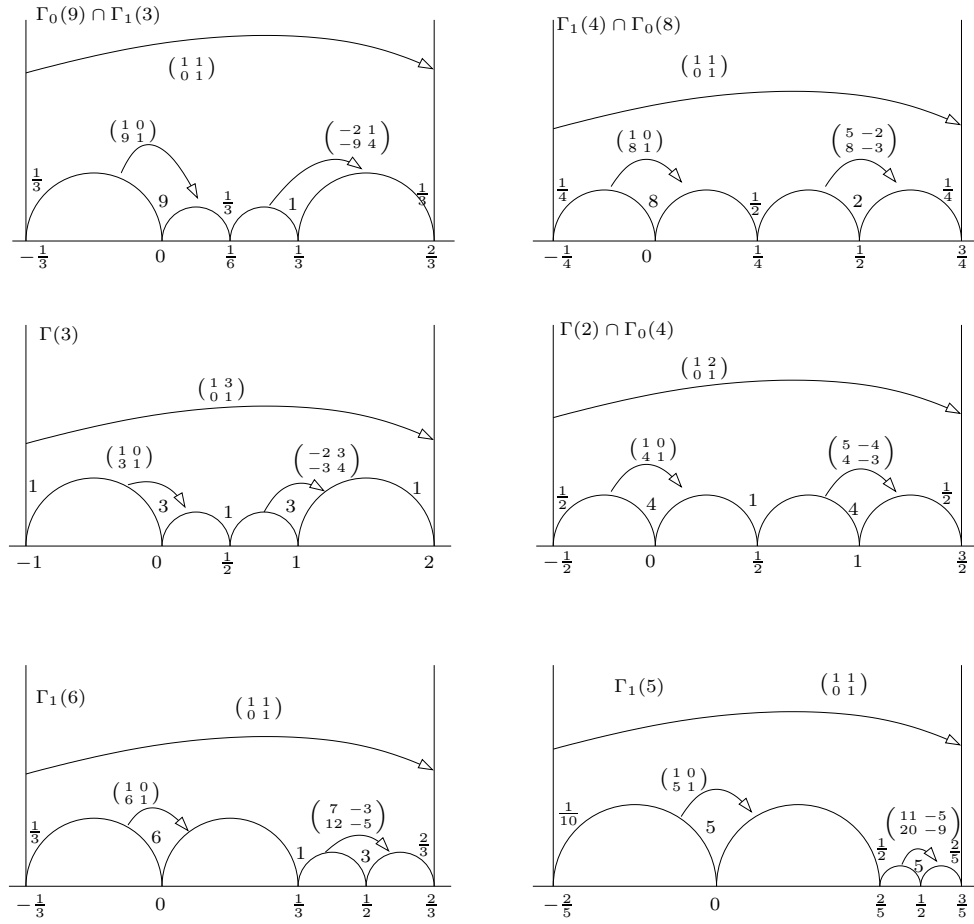 Γ₀(9) ∩ Γ₁(3)
(1 1
0 1)
(1 0
9 1)
(−2 1
−9 4)
1/3 9 1/3 1 1/3
−1/3 0 1/6 1/3 2/3
Γ₁(4) ∩ Γ₀(8)
(1 1
0 1)
(1 0
8 1)
(5 −2
8 −3)
1/4 8 1/2 2 1/4
−1/4 0 1/4 1/2 3/4
Γ(3)
(1 3
0 1)
(1 0
3 1)
(−2 3
−3 4)
1 3 1 3 1
−1 0 1/2 1 2
Γ(2) ∩ Γ₀(4)
(1 2
0 1)
(1 0
4 1)
(5 −4
4 −3)
1/2 4 1 4 1/2
−1/2 0 1/2 1 3/2
Γ₁(6)
(1 1
0 1)
(1 0
6 1)
(7 −3
12 −5)
1/3 6 1 3 2/3
−1/3 0 1/3 1/2 2/3
Γ₁(5)
(1 1
0 1)
(1 0
5 1)
(11 −5
20 −9)
1/10 5 1/2 5 2/5
−2/5 0 2/5 1/2 3/5